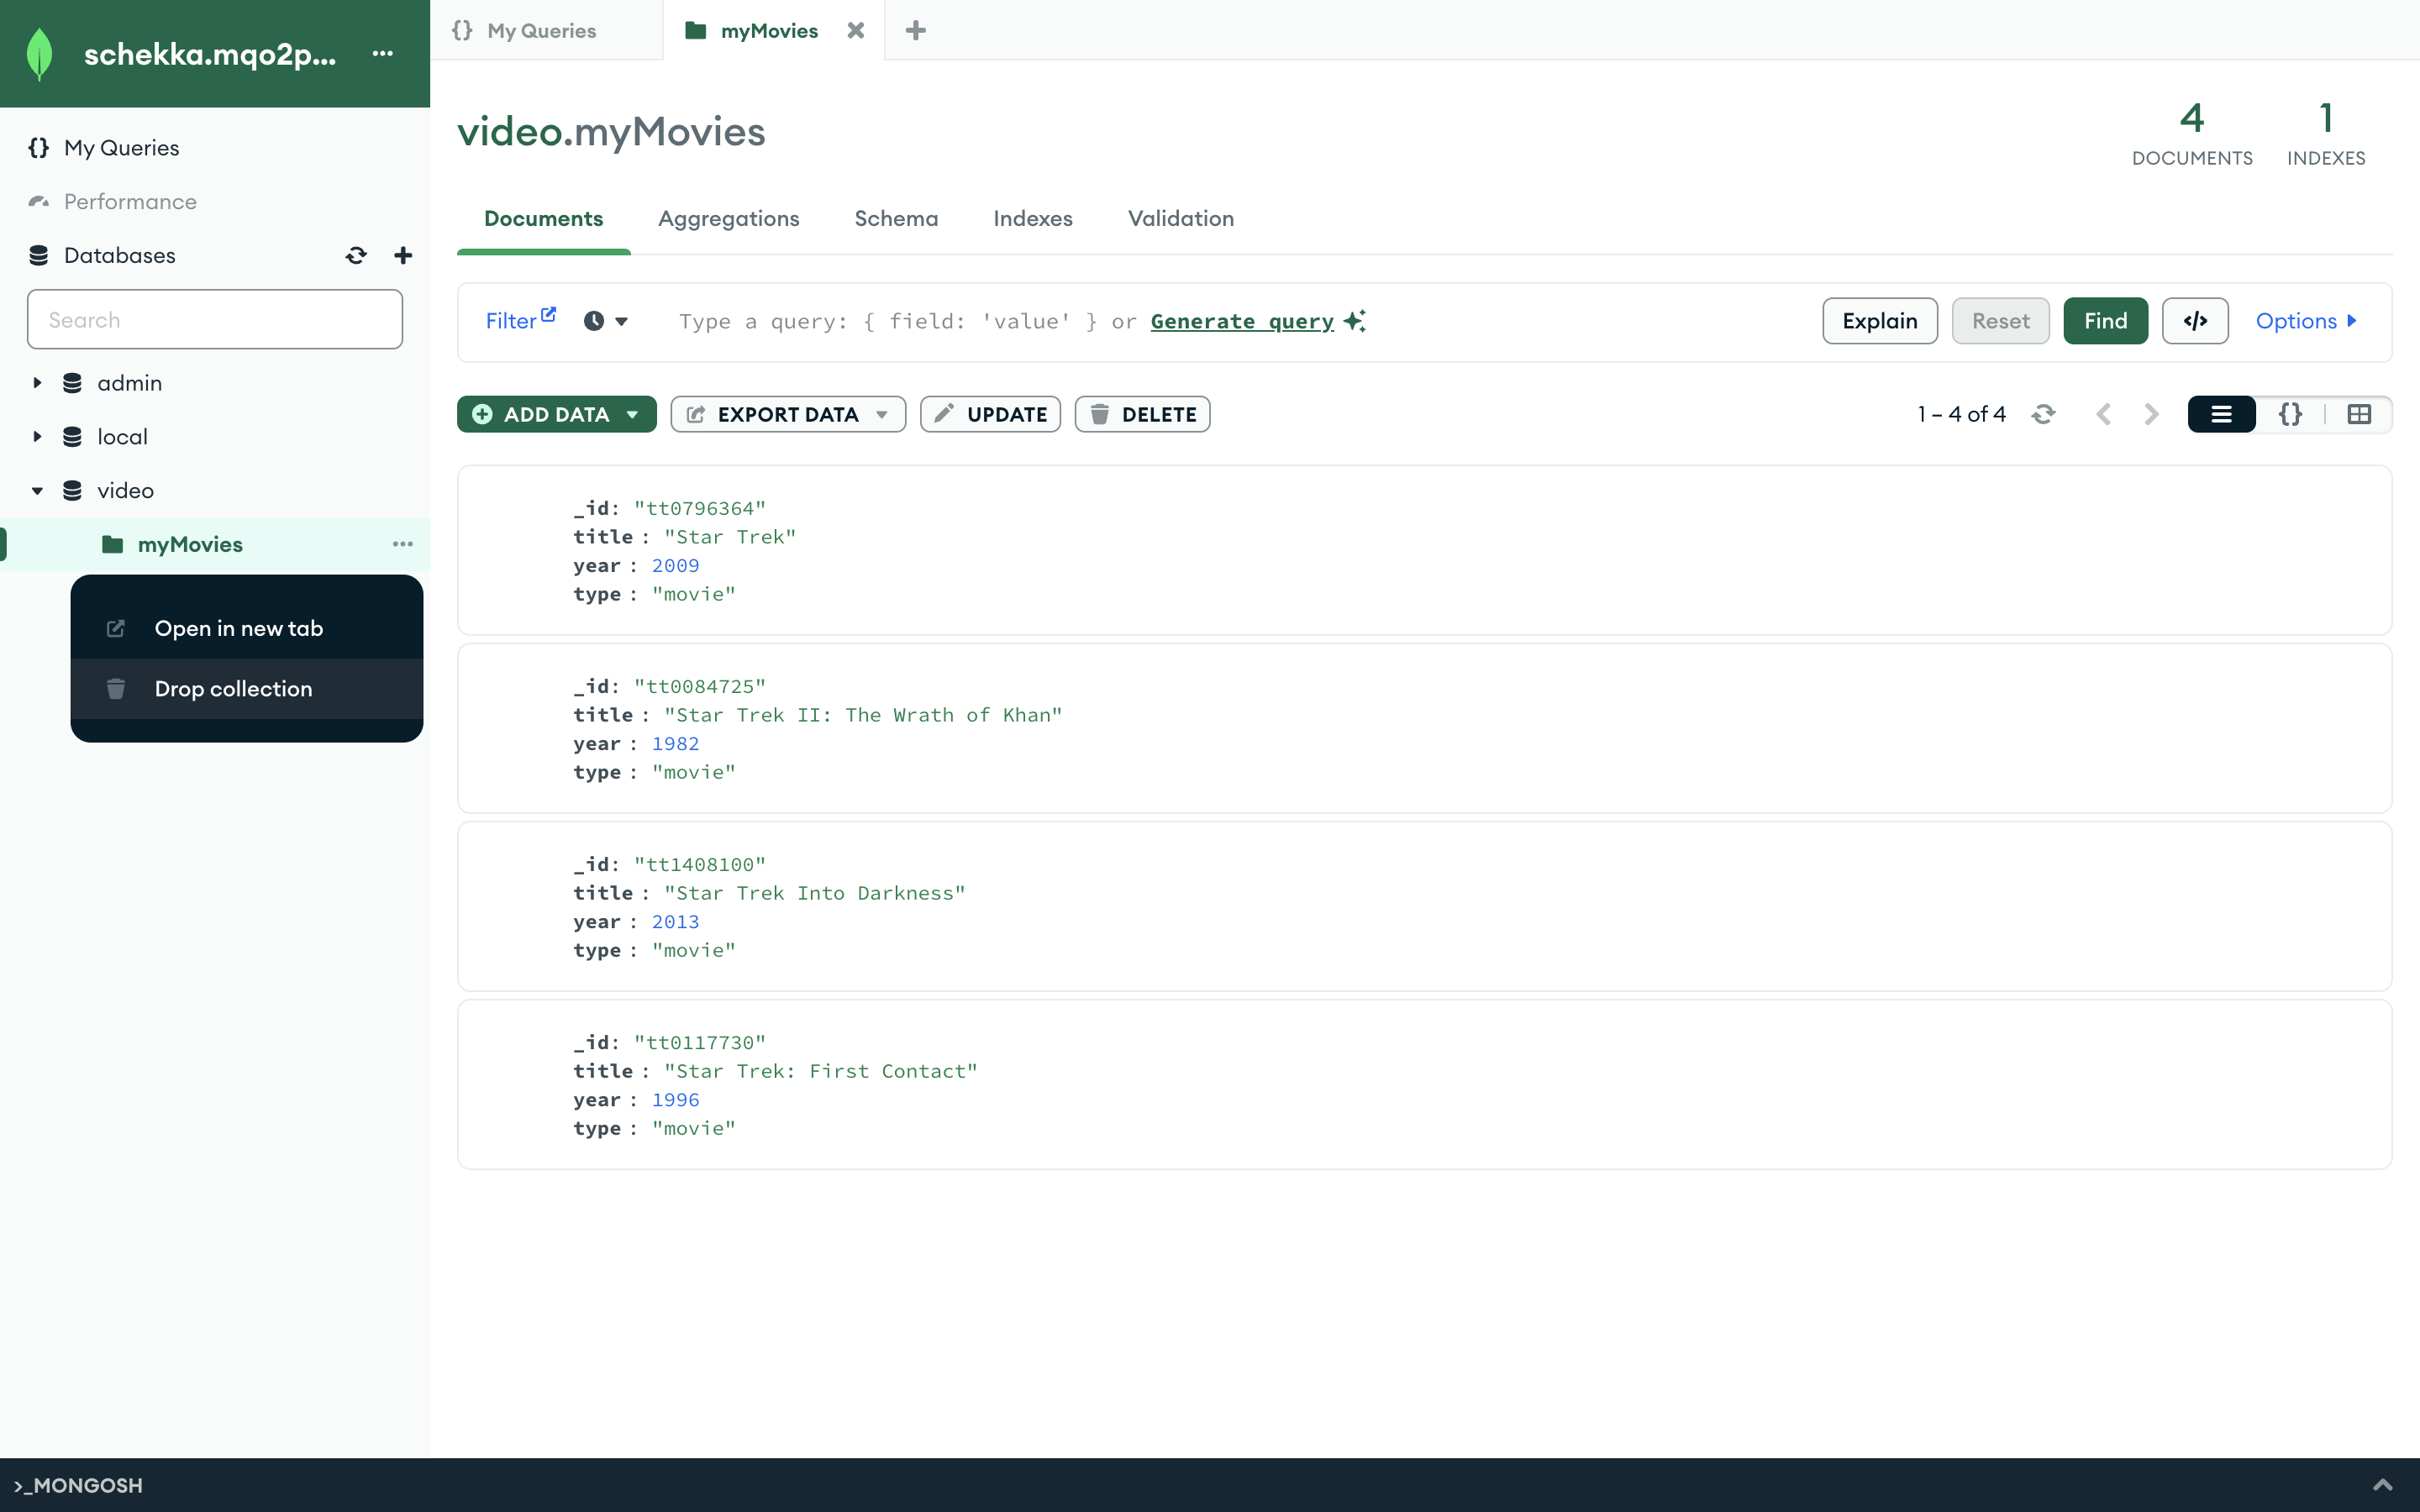 schekka.mqo2p...
My Queries
Performance
Databases
Search
admin
local
video
myMovies
Open in new tab
Drop collection
My Queries
myMovies
video.myMovies
4
DOCUMENTS
1
INDEXES
Documents Aggregations Schema Indexes Validation
Filter Type a query: { field: 'value' } or Generate query Explain Reset Find </> Options
ADD DATA EXPORT DATA UPDATE DELETE 1 – 4 of 4 {}
_id: "tt0796364"
title : "Star Trek"
year : 2009
type : "movie"
_id: "tt0084725"
title : "Star Trek II: The Wrath of Khan"
year : 1982
type : "movie"
_id: "tt1408100"
title : "Star Trek Into Darkness"
year : 2013
type : "movie"
_id: "tt0117730"
title : "Star Trek: First Contact"
year : 1996
type : "movie"
>_MONGOSH